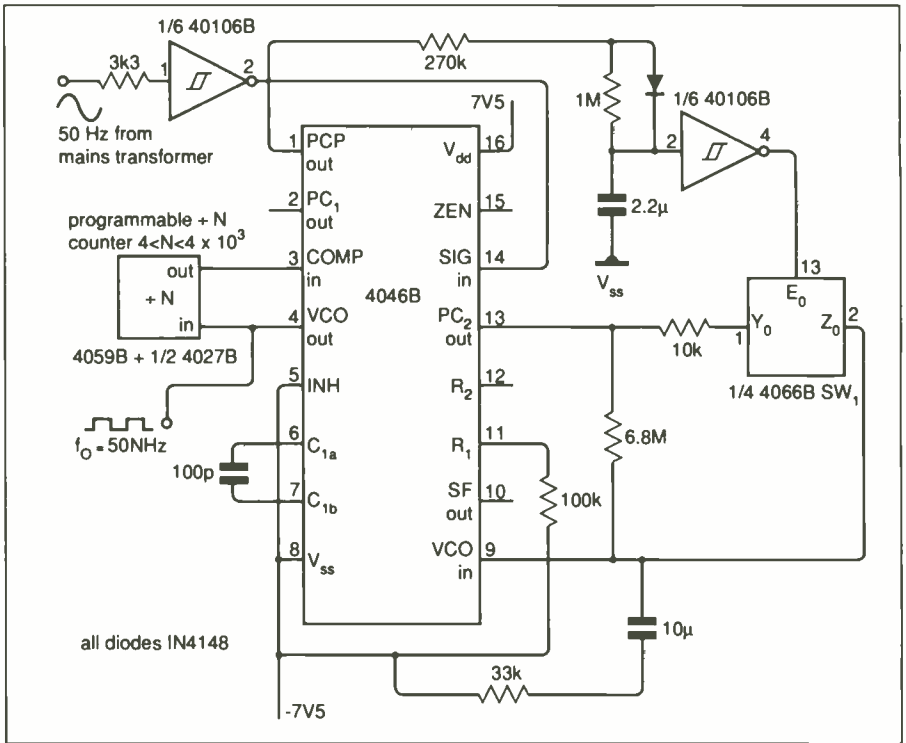 1/6 40106B
3k3
1
2
50 Hz from
mains transformer
270k
1M
1/6 40106B
2
4
2.2µ
Vss
7V5
1
PCP
out
Vdd
16
2
PC1
out
ZEN
15
programmable + N
counter 4<N<4 x 10³
out
+ N
in
4059B + 1/2 4027B
3
COMP
in
SIG
in
14
4046B
4
VCO
out
PC2
out
13
10k
13
E0
1
Y0
Z0
2
1/4 4066B SW1
5
INH
R2
12
fO = 50NHz
6
C1a
R1
11
6.8M
100p
7
C1b
SF
out
10
100k
8
Vss
VCO
in
9
10µ
all diodes IN4148
33k
-7V5